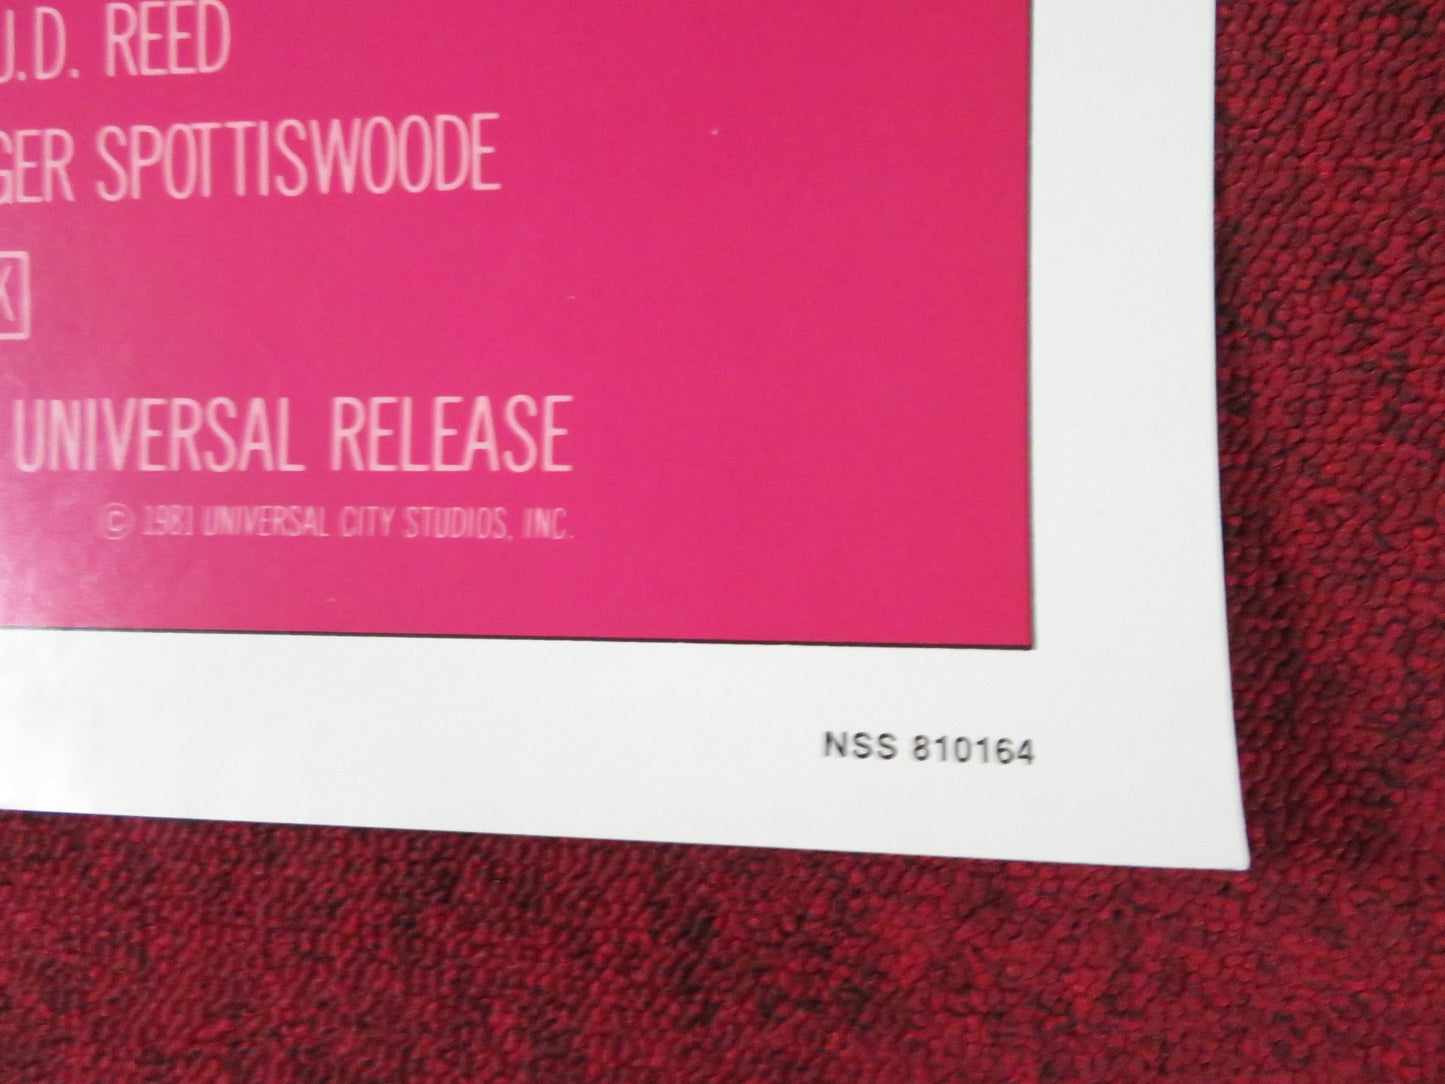 J.D. REED
GER SPOTTISWOODE
X
UNIVERSAL RELEASE
© 1981 UNIVERSAL CITY STUDIOS, INC.
NSS 810164